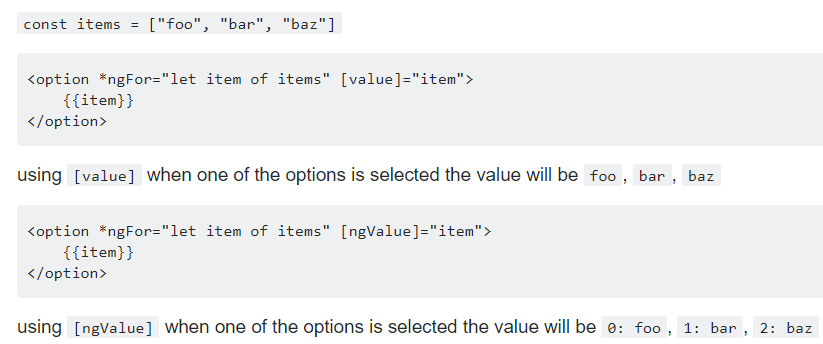 const items = ["foo", "bar", "baz"]
<option *ngFor="let item of items" [value]="item">
    {{item}}
</option>
using [value] when one of the options is selected the value will be foo , bar , baz
<option *ngFor="let item of items" [ngValue]="item">
    {{item}}
</option>
using [ngValue] when one of the options is selected the value will be 0: foo , 1: bar , 2: baz